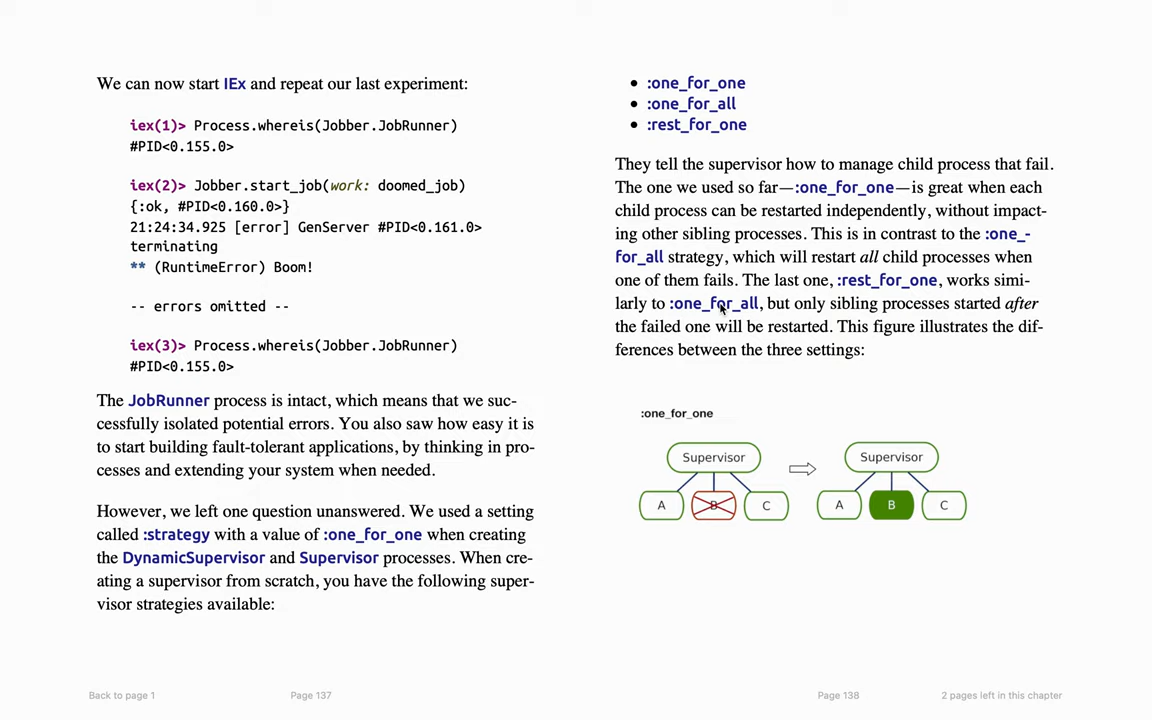 We can now start IEx and repeat our last experiment:
iex(1)> Process.whereis(Jobber.JobRunner)
#PID<0.155.0>
iex(2)> Jobber.start_job(work: doomed_job)
{:ok, #PID<0.160.0>}
21:24:34.925 [error] GenServer #PID<0.161.0>
terminating
** (RuntimeError) Boom!
-- errors omitted --
iex(3)> Process.whereis(Jobber.JobRunner)
#PID<0.155.0>
The JobRunner process is intact, which means that we suc-
cessfully isolated potential errors. You also saw how easy it is
to start building fault-tolerant applications, by thinking in pro-
cesses and extending your system when needed.
However, we left one question unanswered. We used a setting
called :strategy with a value of :one_for_one when creating
the DynamicSupervisor and Supervisor processes. When cre-
ating a supervisor from scratch, you have the following super-
visor strategies available:
Back to page 1
Page 137
• :one_for_one
• :one_for_all
• :rest_for_one
They tell the supervisor how to manage child process that fail.
The one we used so far—:one_for_one—is great when each
child process can be restarted independently, without impact-
ing other sibling processes. This is in contrast to the :one_-
for_all strategy, which will restart all child processes when
one of them fails. The last one, :rest_for_one, works simi-
larly to :one_for_all, but only sibling processes started after
the failed one will be restarted. This figure illustrates the dif-
ferences between the three settings:
:one_for_one
Supervisor
A B C
Supervisor
A B C
Page 138
2 pages left in this chapter